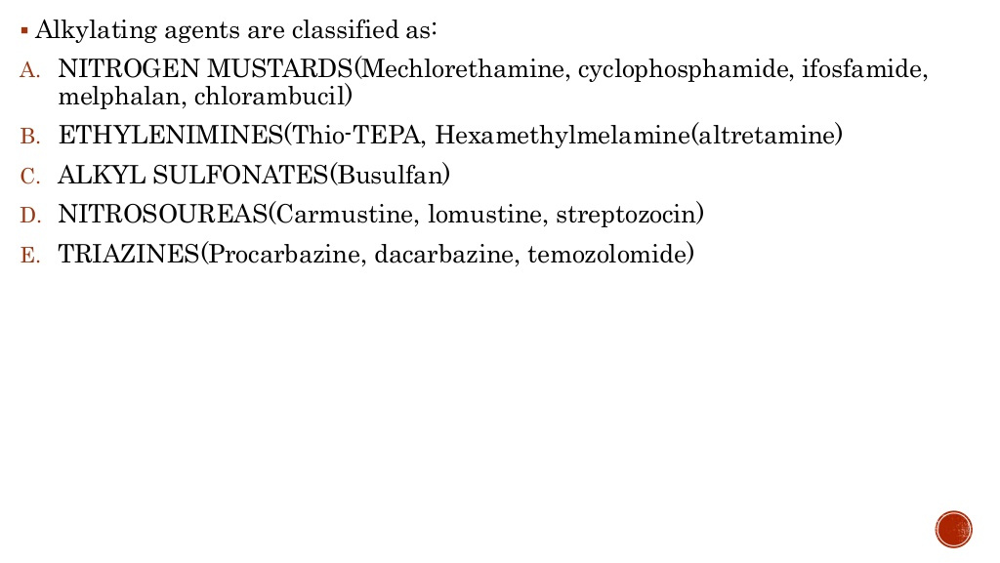 ▪ Alkylating agents are classified as:
A. NITROGEN MUSTARDS(Mechlorethamine, cyclophosphamide, ifosfamide,
melphalan, chlorambucil)
B. ETHYLENIMINES(Thio-TEPA, Hexamethylmelamine(altretamine)
C. ALKYL SULFONATES(Busulfan)
D. NITROSOUREAS(Carmustine, lomustine, streptozocin)
E. TRIAZINES(Procarbazine, dacarbazine, temozolomide)